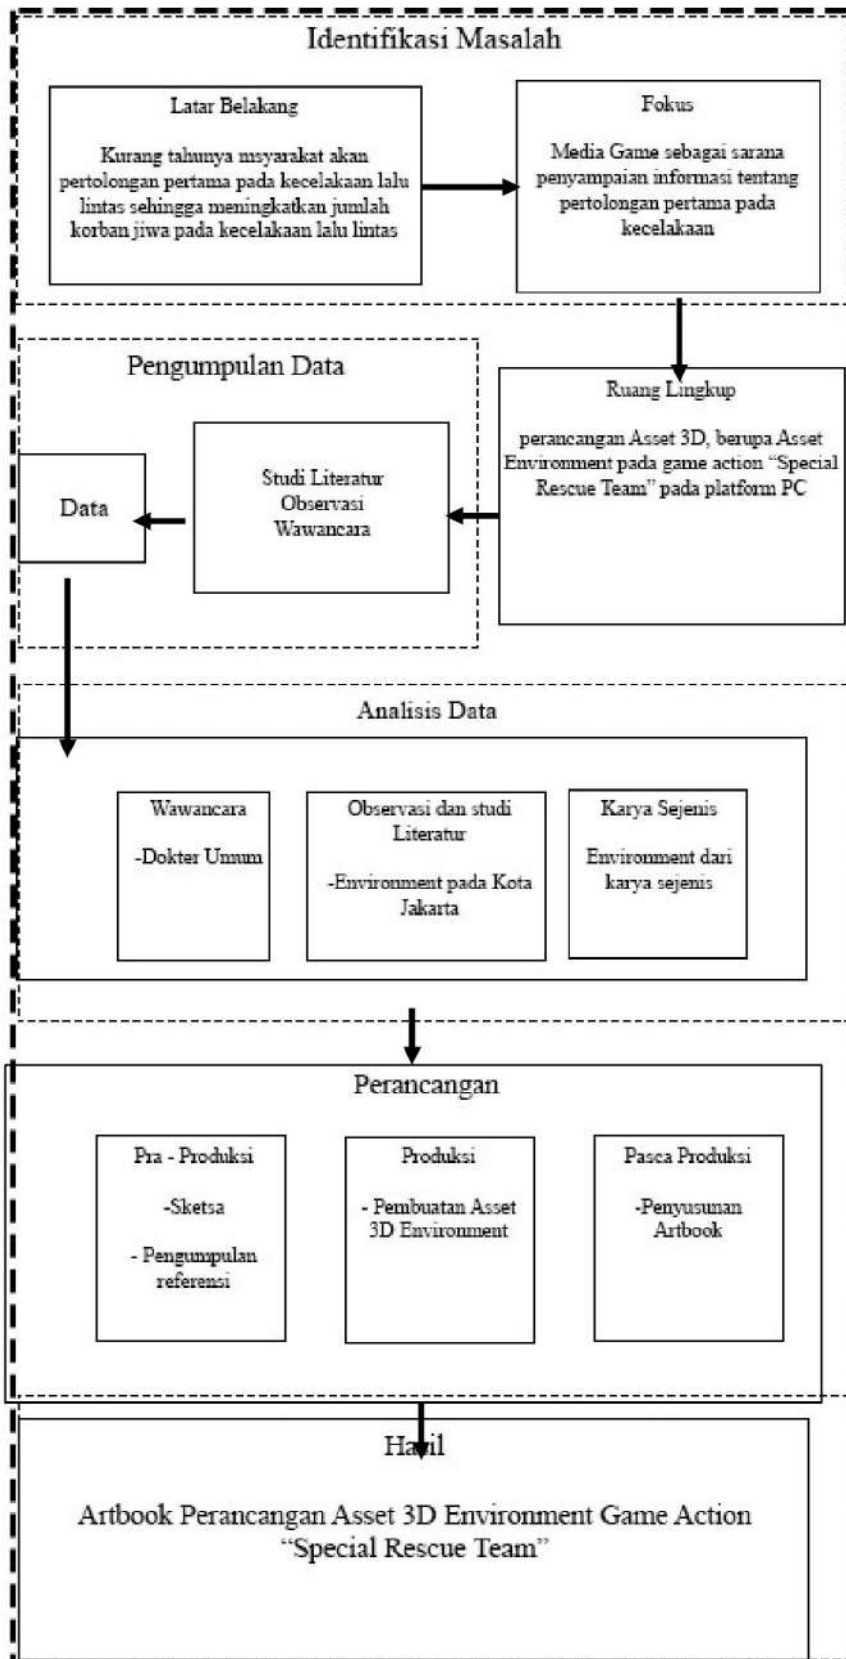 Identifikasi Masalah
Latar Belakang
Kurang tahunya msyarakat akan
pertolongan pertama pada kecelakaan lalu
lintas sehingga meningkatkan jumlah
korban jiwa pada kecelakaan lalu lintas
Fokus
Media Game sebagai sarana
penyampaian informasi tentang
pertolongan pertama pada
kecelakaan
Ruang Lingkup
perancangan Asset 3D, berupa Asset
Environment pada game action “Special
Rescue Team” pada platform PC
Pengumpulan Data
Studi Literatur
Observasi
Wawancara
Data
Analisis Data
Wawancara
-Dokter Umum
Observasi dan studi
Literatur
-Environment pada Kota
Jakarta
Karya Sejenis
Environment dari
karya sejenis
Perancangan
Pra - Produksi
-Sketsa
- Pengumpulan
referensi
Produksi
- Pembuatan Asset
3D Environment
Pasca Produksi
-Penyusunan
Artbook
Hasil
Artbook Perancangan Asset 3D Environment Game Action
“Special Rescue Team”